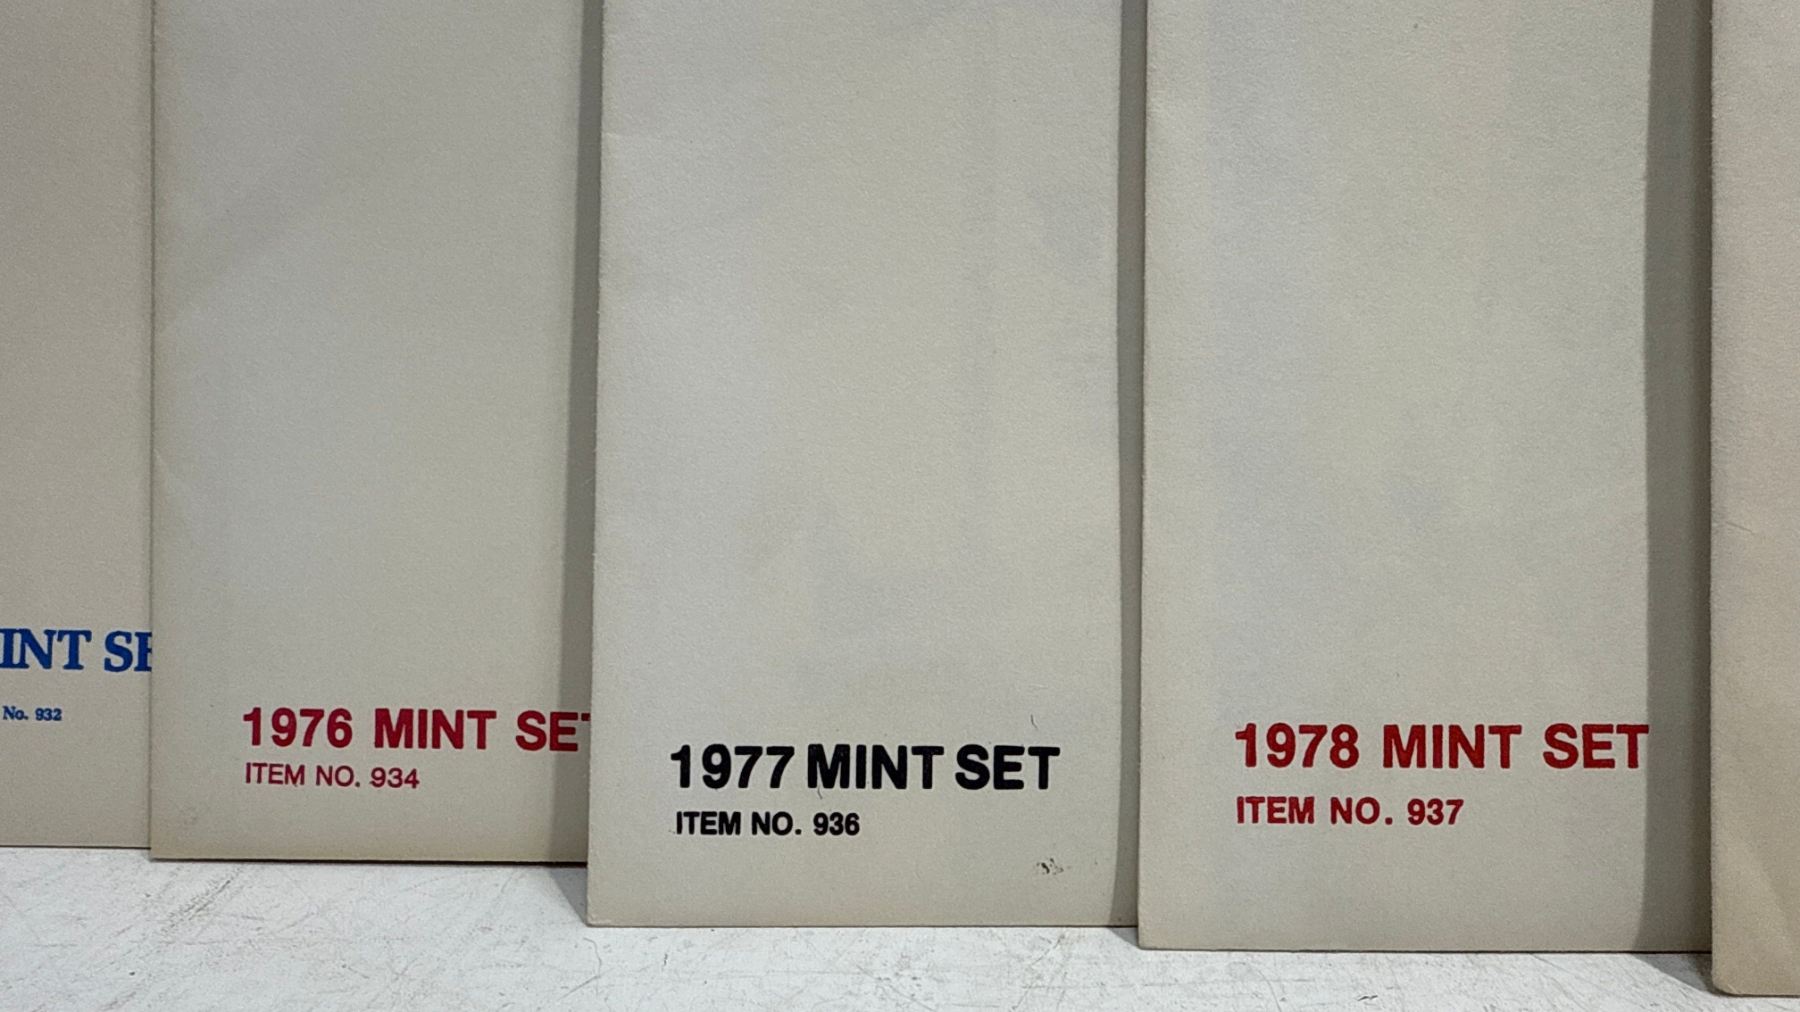 INT SE
No. 932
1976 MINT SET
ITEM NO. 934
1977 MINT SET
ITEM NO. 936
1978 MINT SET
ITEM NO. 937